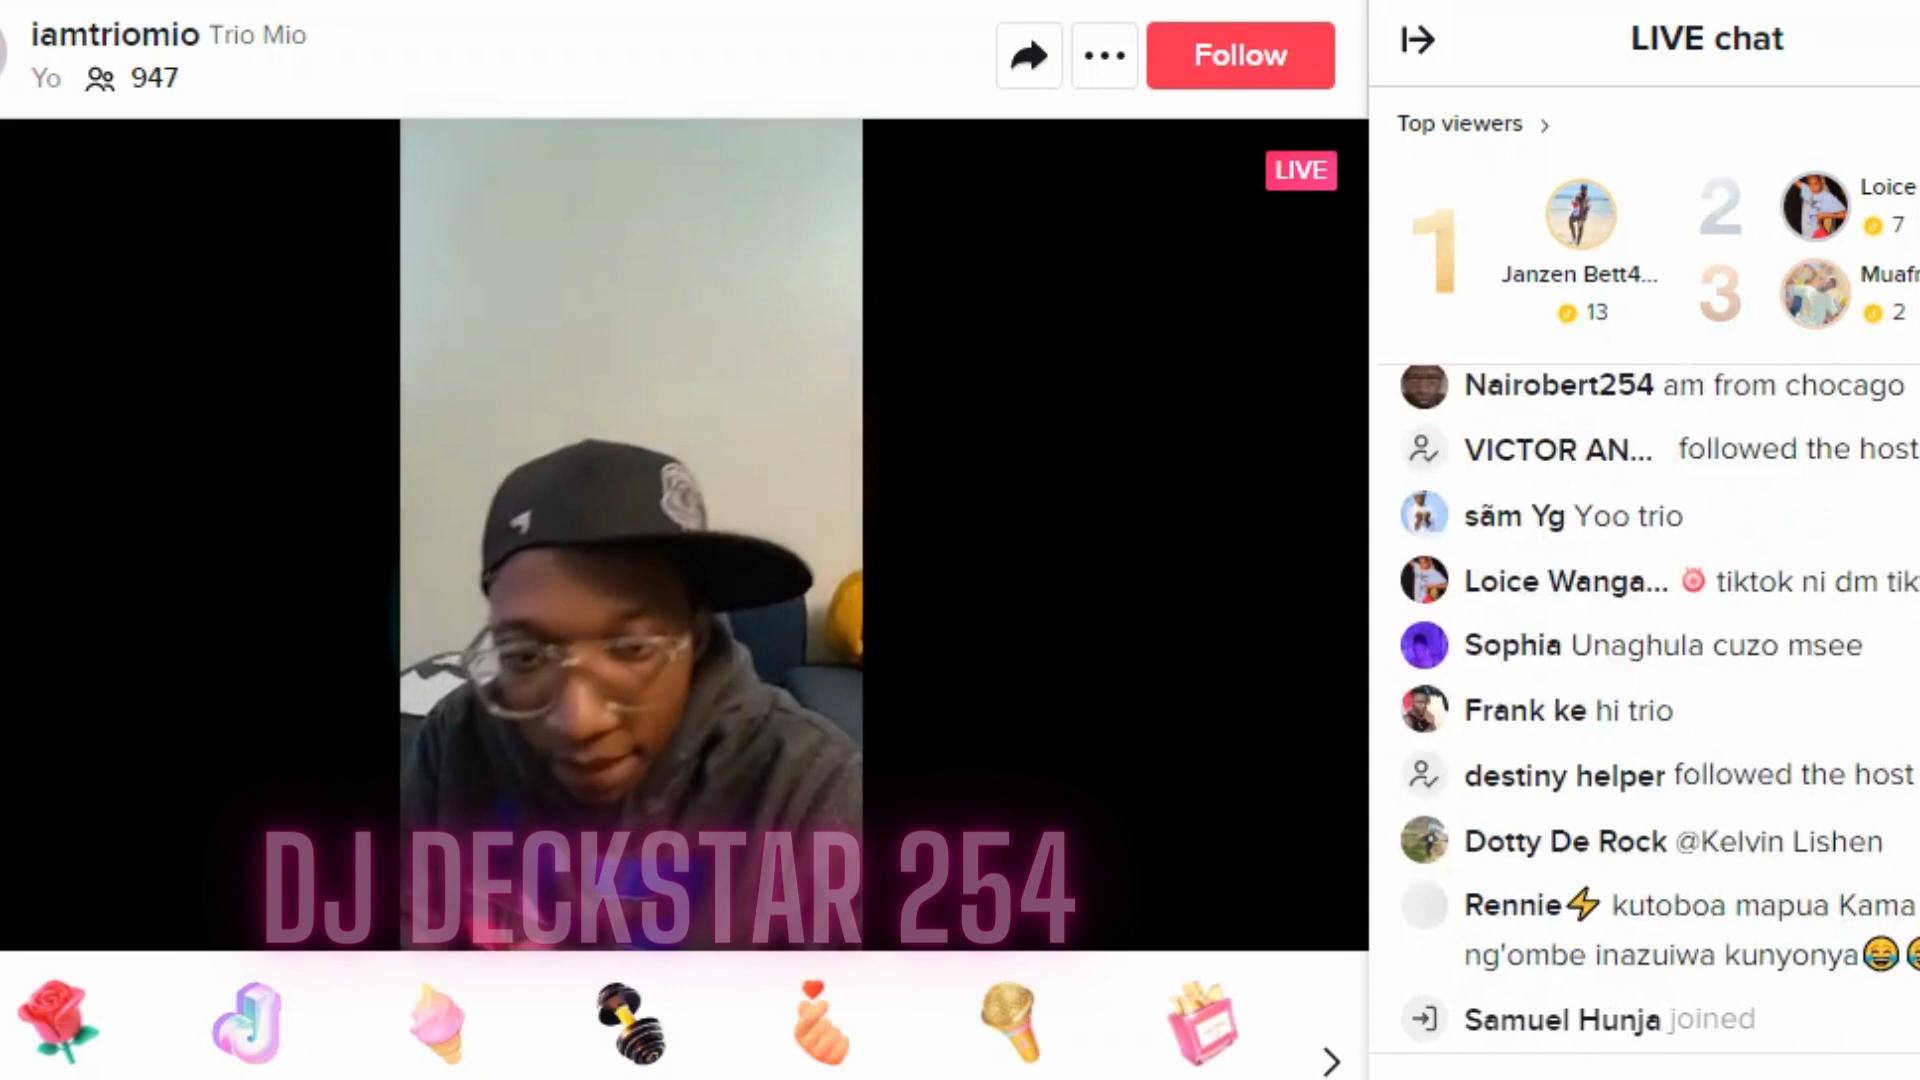 iamtriomio Trio Mio
Yo 947
Follow
LIVE chat
Top viewers
LIVE
1
Janzen Bett4...
13
2
Loice
7
3
Muafr
2
Nairobert254 am from chocago
VICTOR AN... followed the host
sãm Yg Yoo trio
Loice Wanga... tiktok ni dm tik
Sophia Unaghula cuzo msee
Frank ke hi trio
destiny helper followed the host
Dotty De Rock @Kelvin Lishen
Rennie⚡ kutoboa mapua Kama
ng'ombe inazuiwa kunyonya😂😂
Samuel Hunja joined
DJ DECKSTAR 254